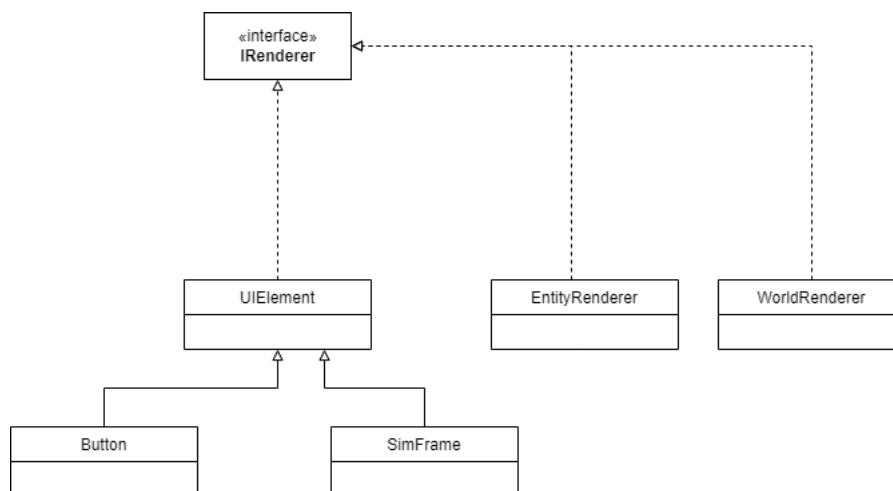 «interface»
IRenderer
UIElement
EntityRenderer
WorldRenderer
Button
SimFrame